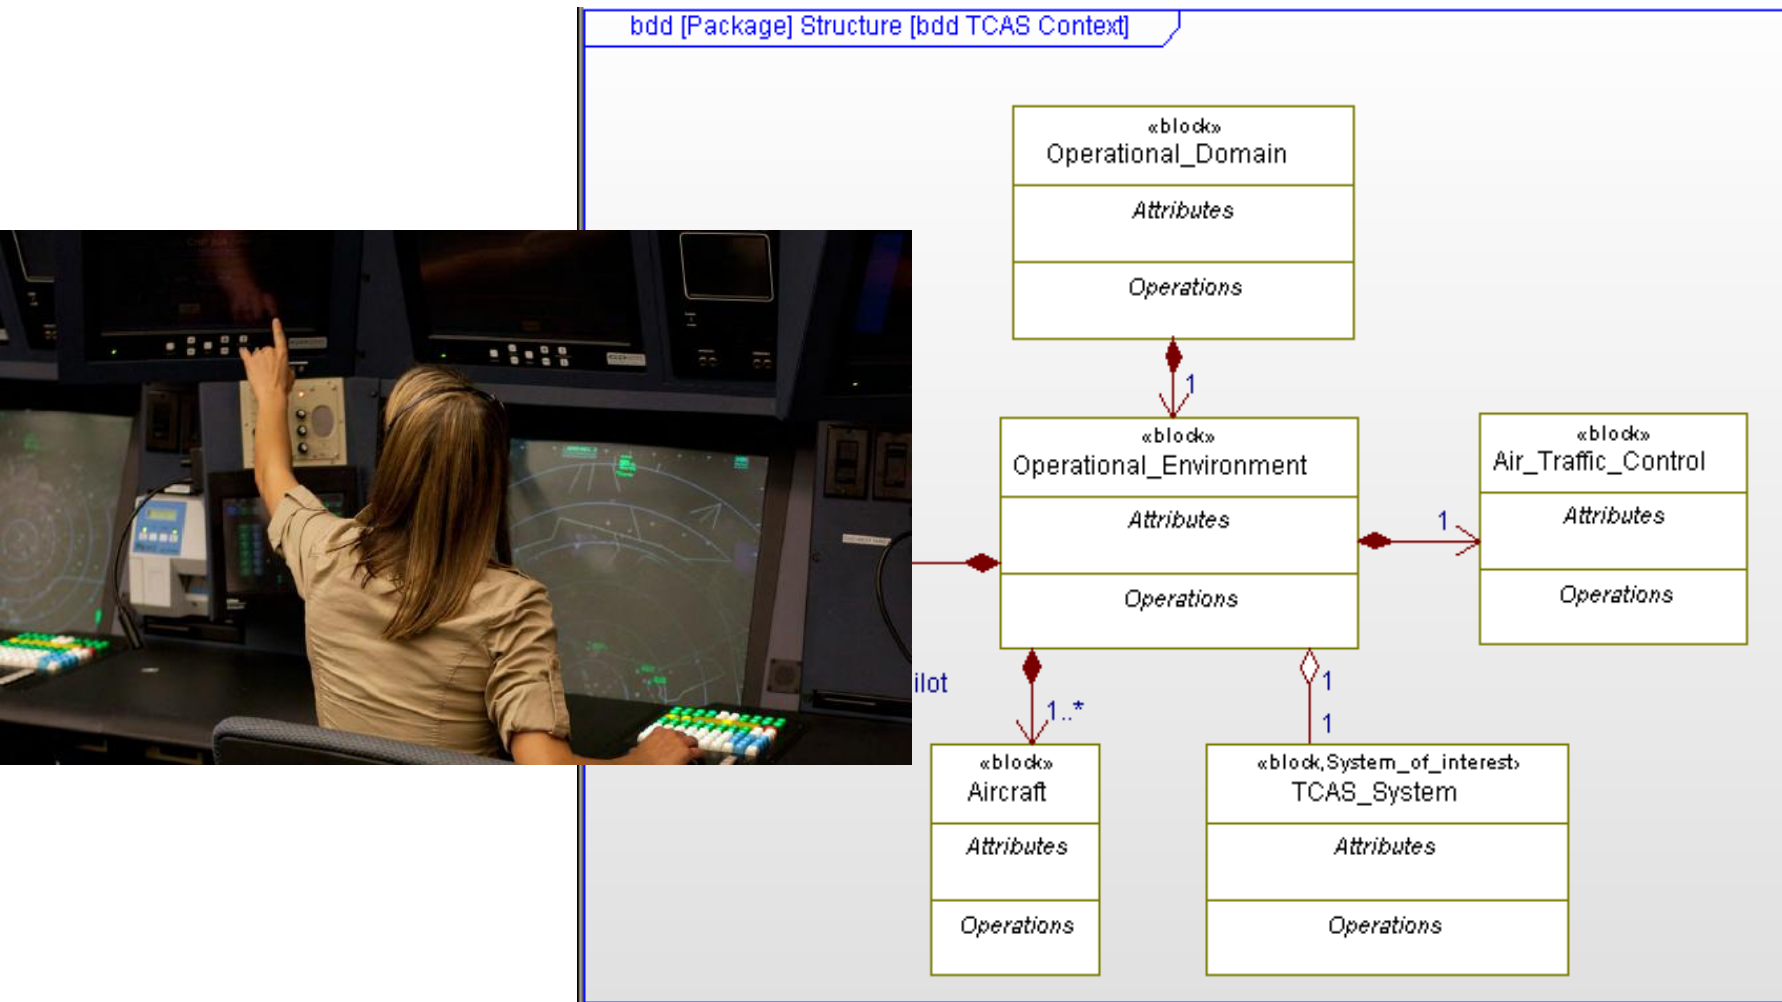 bdd [Package] Structure [bdd TCAS Context]
«block»
Operational_Domain
Attributes
Operations
1
«block»
Operational_Environment
Attributes
Operations
1
«block»
Air_Traffic_Control
Attributes
Operations
ilot
1..*
1
1
«block»
Aircraft
Attributes
Operations
«block,System_of_interest»
TCAS_System
Attributes
Operations